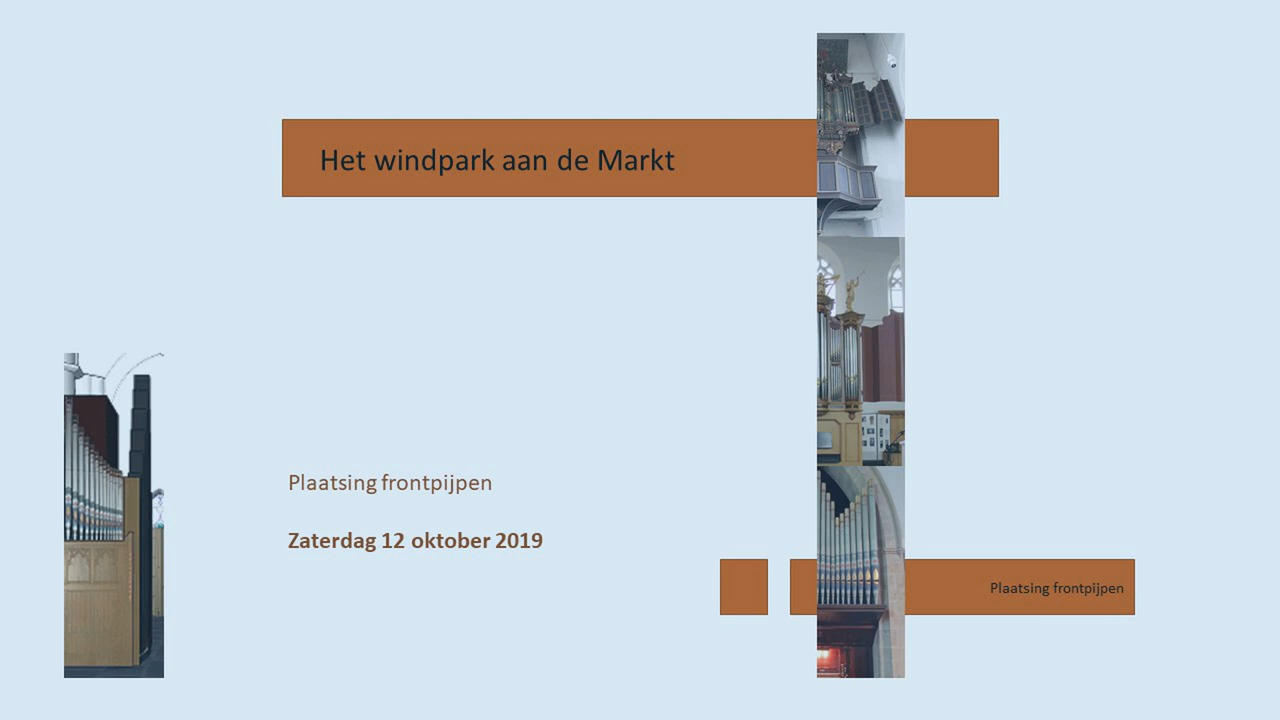 Het windpark aan de Markt
Plaatsing frontpijpen
Zaterdag 12 oktober 2019
Plaatsing frontpijpen